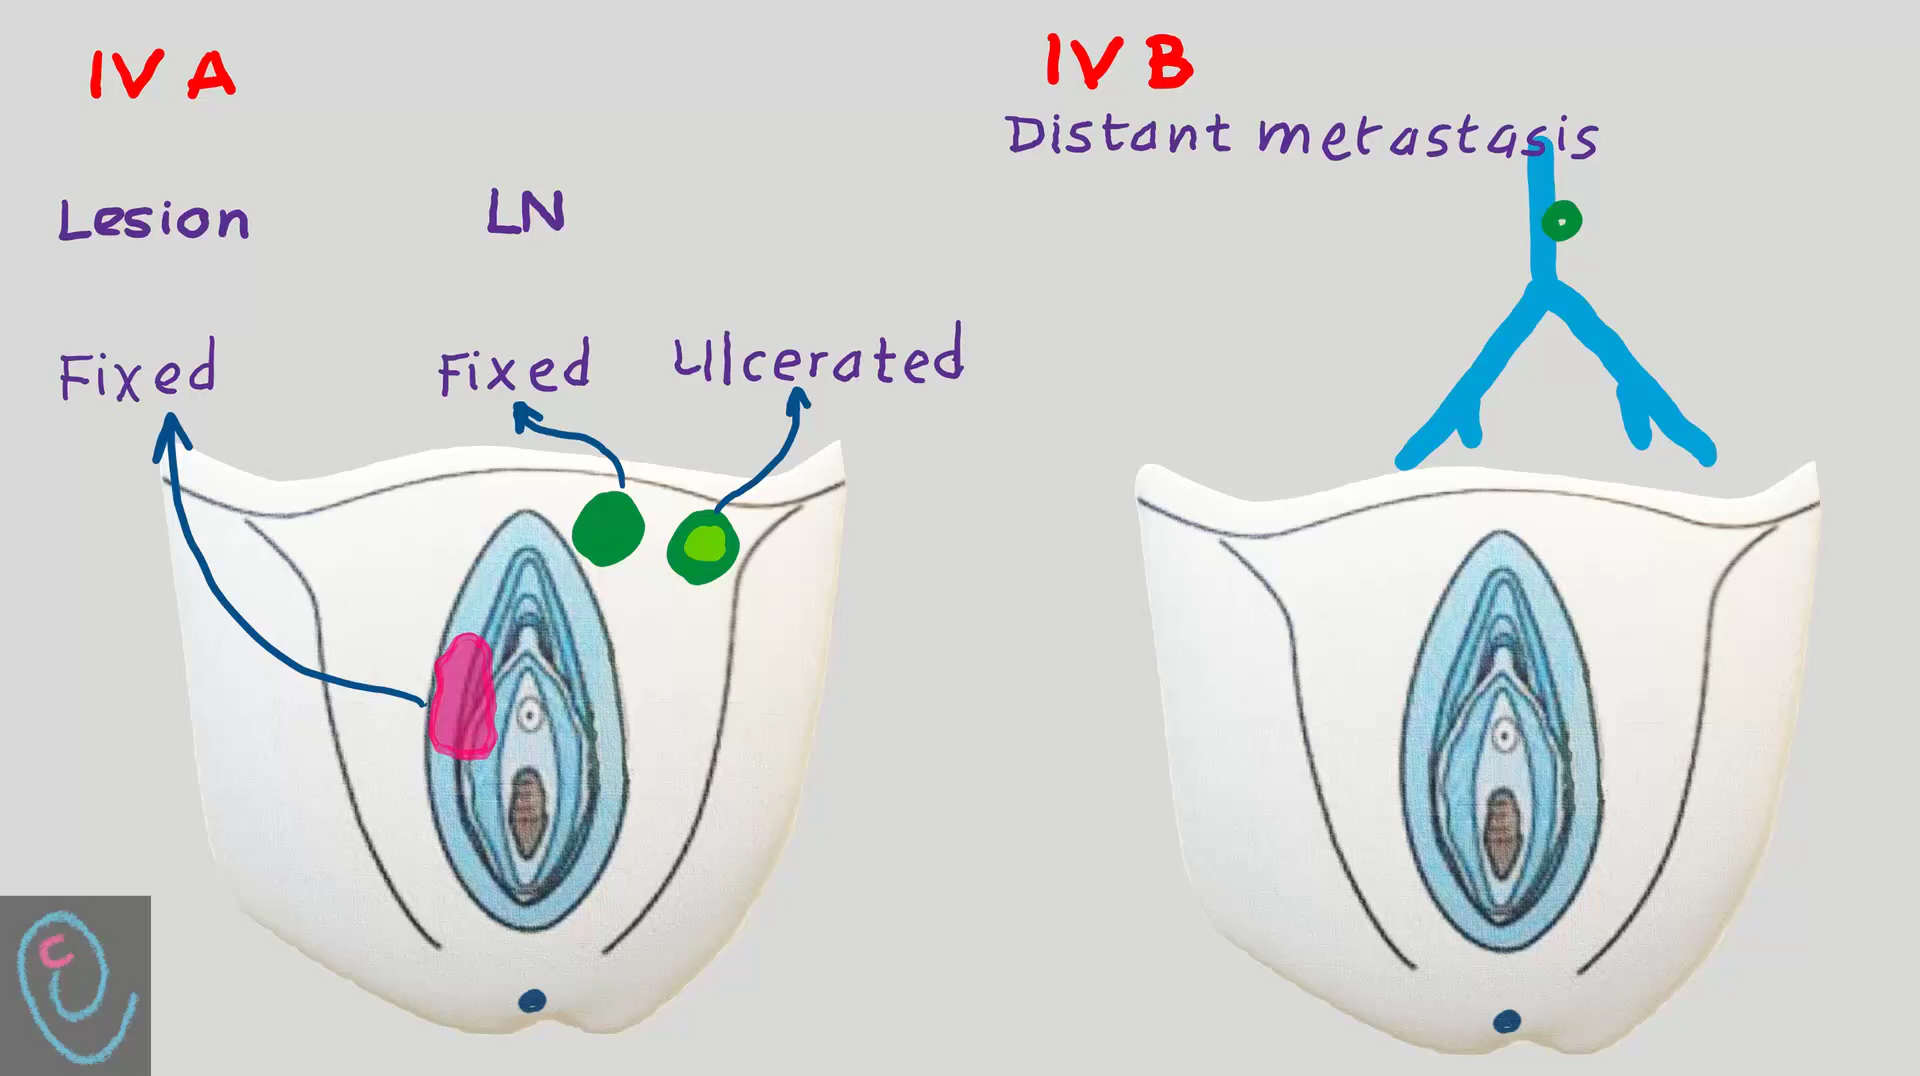 IV A
Lesion LN
Fixed Fixed Ulcerated
IV B
Distant metastasis